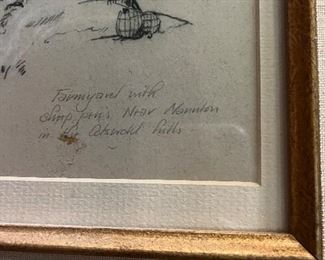 Farmyard with
sheep pens, Near Naunton
in the Cotswold hills